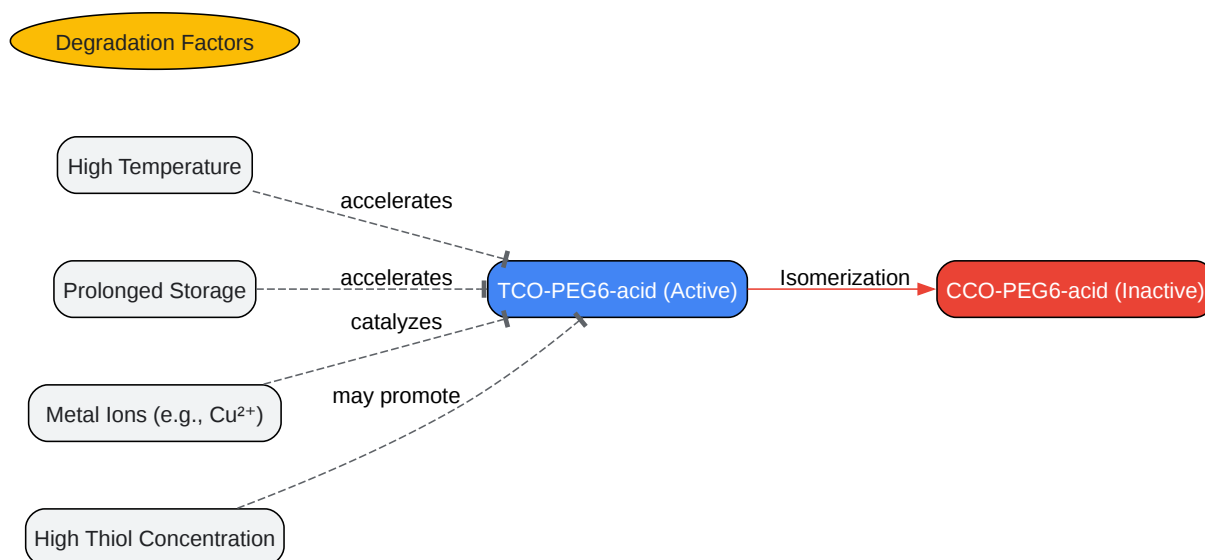 Degradation Factors
High Temperature
accelerates
Prolonged Storage
accelerates
TCO-PEG6-acid (Active)
Isomerization
CCO-PEG6-acid (Inactive)
catalyzes
Metal Ions (e.g., Cu²⁺)
may promote
High Thiol Concentration